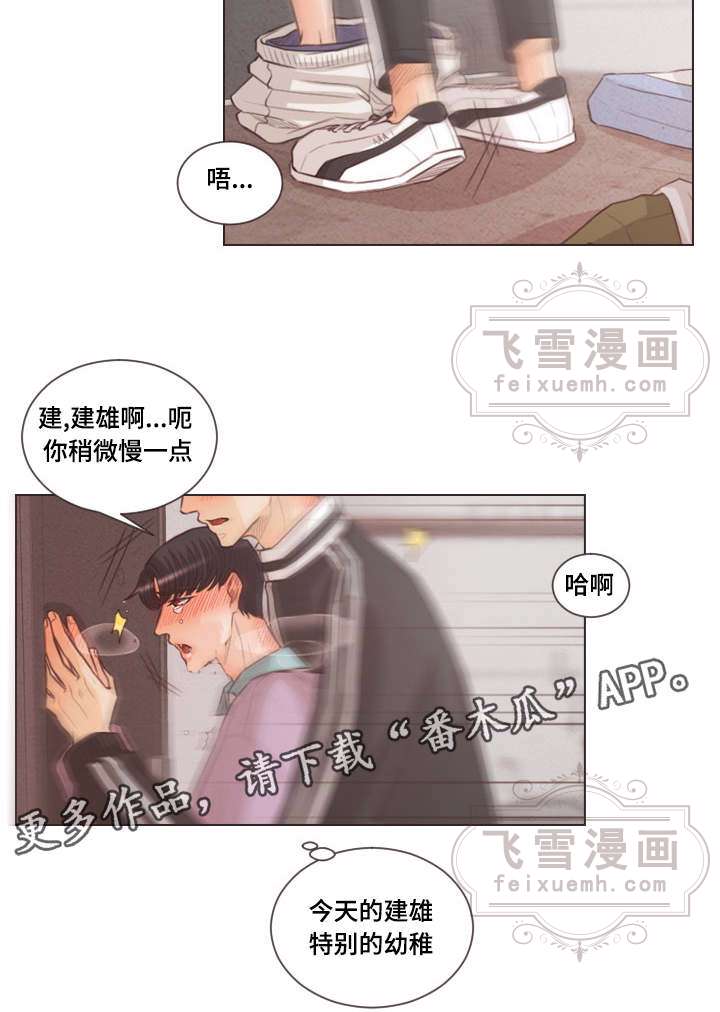 唔...
飞雪漫画
feixuemh.com
建,建雄啊...呃
你稍微慢一点
哈啊
更多作品，请下载“番木瓜”APP。
飞雪漫画
feixuemh.com
今天的建雄
特别的幼稚